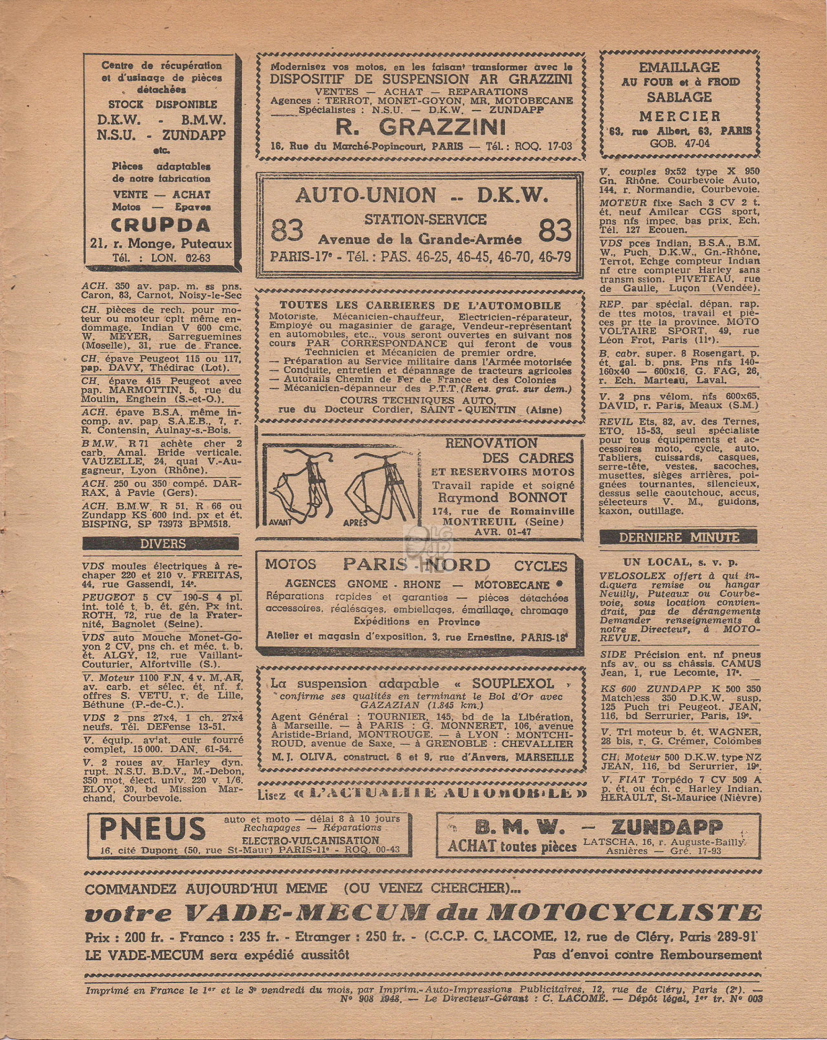 Centre de récupération
et d'usinage de pièces
détachées
STOCK DISPONIBLE
D.K.W. - B.M.W.
N.S.U. - ZUNDAPP
etc.
Pièces adaptables
de notre fabrication
VENTE — ACHAT
Motos — Epaves
CRUPDA
21, r. Monge, Puteaux
Tél. : LON. 02-63
ACH. 350 av. pap. m. ss pns.
Caron, 83, Carnot, Noisy-le-Sec
CH. pièces de rech. pour mo-
teur ou moteur cplt même en-
dommagé. Indian V 600 cmc.
W. MEYER, Sarreguemines
(Moselle), 31, rue de France.
CH. épave Peugeot 115 ou 117,
pap. DAVY, Thédirac (Lot).
CH. épave 415 Peugeot avec
pap. MARMOTTIN, 5, rue du
Moulin, Enghein (S.-et-O.).
ACH. épave B.S.A. même in-
comp. av. pap. S.A.E.B., 7, r.
R. Contensin, Aulnay-s.-Bois.
B.M.W. R 71 achète cher 2
carb. Amal. Bride verticale.
VAUZELLE, 24, quai V.-Au-
gagneur, Lyon (Rhône).
ACH. 250 ou 350 compé. DAR-
RAX, à Pavie (Gers).
ACH. B.M.W. R 51, R 66 ou
Zundapp KS 600 ind. px et ét.
BISPING, SP 73973 BPM518.
DIVERS
VDS moules électriques à re-
chaper 220 et 210 v. FREITAS,
44, rue Gassendi, 14e.
PEUGEOT 5 CV 190-S 4 pl.
int. tolé t. b. ét. gén. Px int.
ROTH, 72, rue de la Frater-
nité, Bagnolet (Seine).
VDS auto Mouche Monet-Go-
yon 2 CV, pns ch. et méc. t. b.
ét. ALGY, 12, rue Vaillant-
Couturier, Alfortville (S.).
V. Moteur 1100 F.N. 4 v. M.AR,
av. carb. et sélec. ét. nf. f.
offres S. VETU, r. de Lille,
Béthune (P.-de-C.).
VDS 2 pns 27x4, 1 ch. 27x4
neufs. Tél. DEFense 13-51.
V. équip. aviat. cuir fourré
complet, 15 000. DAN. 61-54.
V. 2 roues av. Harley dyn.
rupt. N.S.U. B.D.V., M.-Debon,
350 mot. élect. univ. 220 v. 1/6.
ELOY, 30, bd Mission Mar-
chand, Courbevoie.
Modernisez vos motos, en les faisant transformer avec le
DISPOSITIF DE SUSPENSION AR GRAZZINI
VENTES — ACHAT — REPARATIONS
Agences : TERROT, MONET-GOYON, MR, MOTOBECANE
Spécialistes : N.S.U. - D.K.W. — ZUNDAPP
R. GRAZZINI
16, Rue du Marché-Popincourt, PARIS — Tél. : ROQ. 17-03
AUTO-UNION -- D.K.W.
STATION-SERVICE
83 Avenue de la Grande-Armée 83
PARIS-17e - Tél. : PAS. 46-25, 46-45, 46-70, 46-79
TOUTES LES CARRIERES DE L'AUTOMOBILE
Motoriste, Mécanicien-chauffeur, Electricien-réparateur,
Employé ou magasinier de garage, Vendeur-représentant
en automobiles, etc..., vous seront ouvertes en suivant nos
cours PAR CORRESPONDANCE qui feront de vous
Technicien et Mécanicien de premier ordre.
— Préparation au Service militaire dans l'Armée motorisée
— Conduite, entretien et dépannage de tracteurs agricoles
— Autorails Chemin de Fer de France et des Colonies
— Mécanicien-dépanneur des P.T.T. (Rens. grat. sur dem.)
COURS TECHNIQUES AUTO,
rue du Docteur Cordier, SAINT-QUENTIN (Aisne)
AVANT APRÈS
RENOVATION
DES CADRES
ET RESERVOIRS MOTOS
Travail rapide et soigné
Raymond BONNOT
174, rue de Romainville
MONTREUIL (Seine)
AVR. 01-47
MOTOS PARIS-NORD CYCLES
AGENCES GNOME-RHONE — MOTOBECANE
Réparations rapides et garanties — pièces détachées
accessoires, réalésages, embiellages, émaillage, chromage
Expéditions en Province
Atelier et magasin d'exposition, 3, rue Ernestine, PARIS-18e
La suspension adapable « SOUPLEXOL »
confirme ses qualités en terminant le Bol d'Or avec
GAZAZIAN (1.845 km.)
Agent Général : TOURNIER, 145, bd de la Libération,
à Marseille. — à PARIS : G. MONNERET, 106, avenue
Aristide-Briand, MONTROUGE. — à LYON : MONTCHI-
ROUD, avenue de Saxe, — à GRENOBLE : CHEVALLIER
M. J. OLIVA, construct. 6 et 9, rue d'Anvers, MARSEILLE
Lisez « L'ACTUALITÉ AUTOMOBILE »
EMAILLAGE
AU FOUR et à FROID
SABLAGE
MERCIER
63, rue Albert, 63, PARIS
GOB. 47-04
V. couples 9x52 type X 950
Gn. Rhône. Courbevoie Auto,
144, r. Normandie, Courbevoie.
MOTEUR fixe Sach 3 CV 2 t.
ét. neuf Amilcar CGS sport,
pns nfs impec. bas prix. Ech.
Tél. 127 Ecouen.
VDS pces Indian, B.S.A., B.M.
W., Puch, D.K.W., Gn.-Rhône,
Terrot, Echge compteur Indian
nf ctre compteur Harley sans
transmission. PIVETEAU, rue
de Gaulle, Luçon (Vendée).
REP. par spécial. dépan. rap.
de ttes motos, travail et piè-
ces pr tte la province. MOTO
VOLTAIRE SPORT, 49, rue
Léon Frot, Paris (11e).
B. cabr. super. 8 Rosengart. p.
ét. gal. b. pns. Pns nfs 140-
160x40 — 600x16, G. FAG, 26,
r. Ech. Marteau, Laval.
V. 2 pns vélom. nfs 600x65.
DAVID, r. Paris, Meaux (S.M.)
REVIL Ets, 82, av. des Ternes,
ETO. 15-53, seul spécialiste
pour tous équipements et ac-
cessoires moto, cycle, auto.
Tabliers, cuissards, casques,
serre-tête, vestes, sacoches,
musettes, sièges arrières, poi-
gnées tournantes, silencieux,
dessus selle caoutchouc, accus,
sélecteurs V. M., guidons,
kaxon, outillage.
DERNIERE MINUTE
UN LOCAL, s. v. p.
VELOSOLEX offert à qui in-
diquera remise ou hangar
Neuilly, Puteaux ou Courbe-
voie, sous location convien-
drait, pas de dérangements
Demander renseignements à
notre Directeur, à MOTO-
REVUE.
SIDE Précision ent. nf pneus
nfs av. ou ss châssis. CAMUS
Jean, 1, rue Lecomte, 17e.
KS 600 ZUNDAPP K 500 350
Matchless 350 D.K.W. susp.
125 Puch tri Peugeot. JEAN,
116, bd Serrurier, Paris, 19e.
V. Tri moteur b. ét. WAGNER,
28 bis, r. G. Crémer, Colombes
CH. Moteur 500 D.K.W. type NZ
JEAN, 116, bd Serurrier, 19e.
V. FIAT Torpédo 7 CV 509 A
p. ét. ou éch. c. Harley Indian.
HERAULT, St-Maurice (Nièvre)
PNEUS auto et moto — délai 8 à 10 jours
Rechapages — Réparations
ELECTRO-VULCANISATION
16, cité Dupont (50, rue St-Maur) PARIS-11e - ROQ. 00-43
B. M. W. — ZUNDAPP
ACHAT toutes pièces LATSCHA, 16, r. Auguste-Bailly.
Asnières — Gré. 17-93
COMMANDEZ AUJOURD'HUI MEME (OU VENEZ CHERCHER)...
votre VADE-MECUM du MOTOCYCLISTE
Prix : 200 fr. - Franco : 235 fr. - Etranger : 250 fr. - (C.C.P. C. LACOME, 12, rue de Cléry, Paris 289-91
LE VADE-MECUM sera expédié aussitôt Pas d'envoi contre Remboursement
Imprimé en France le 1er et le 3e vendredi du mois, par Imprim.-Auto-Impressions Publicitaires, 12, rue de Cléry, Paris (2e). —
N° 908 1948. — Le Directeur-Gérant : C. LACOME. — Dépôt légal, 1er tr. N° 003